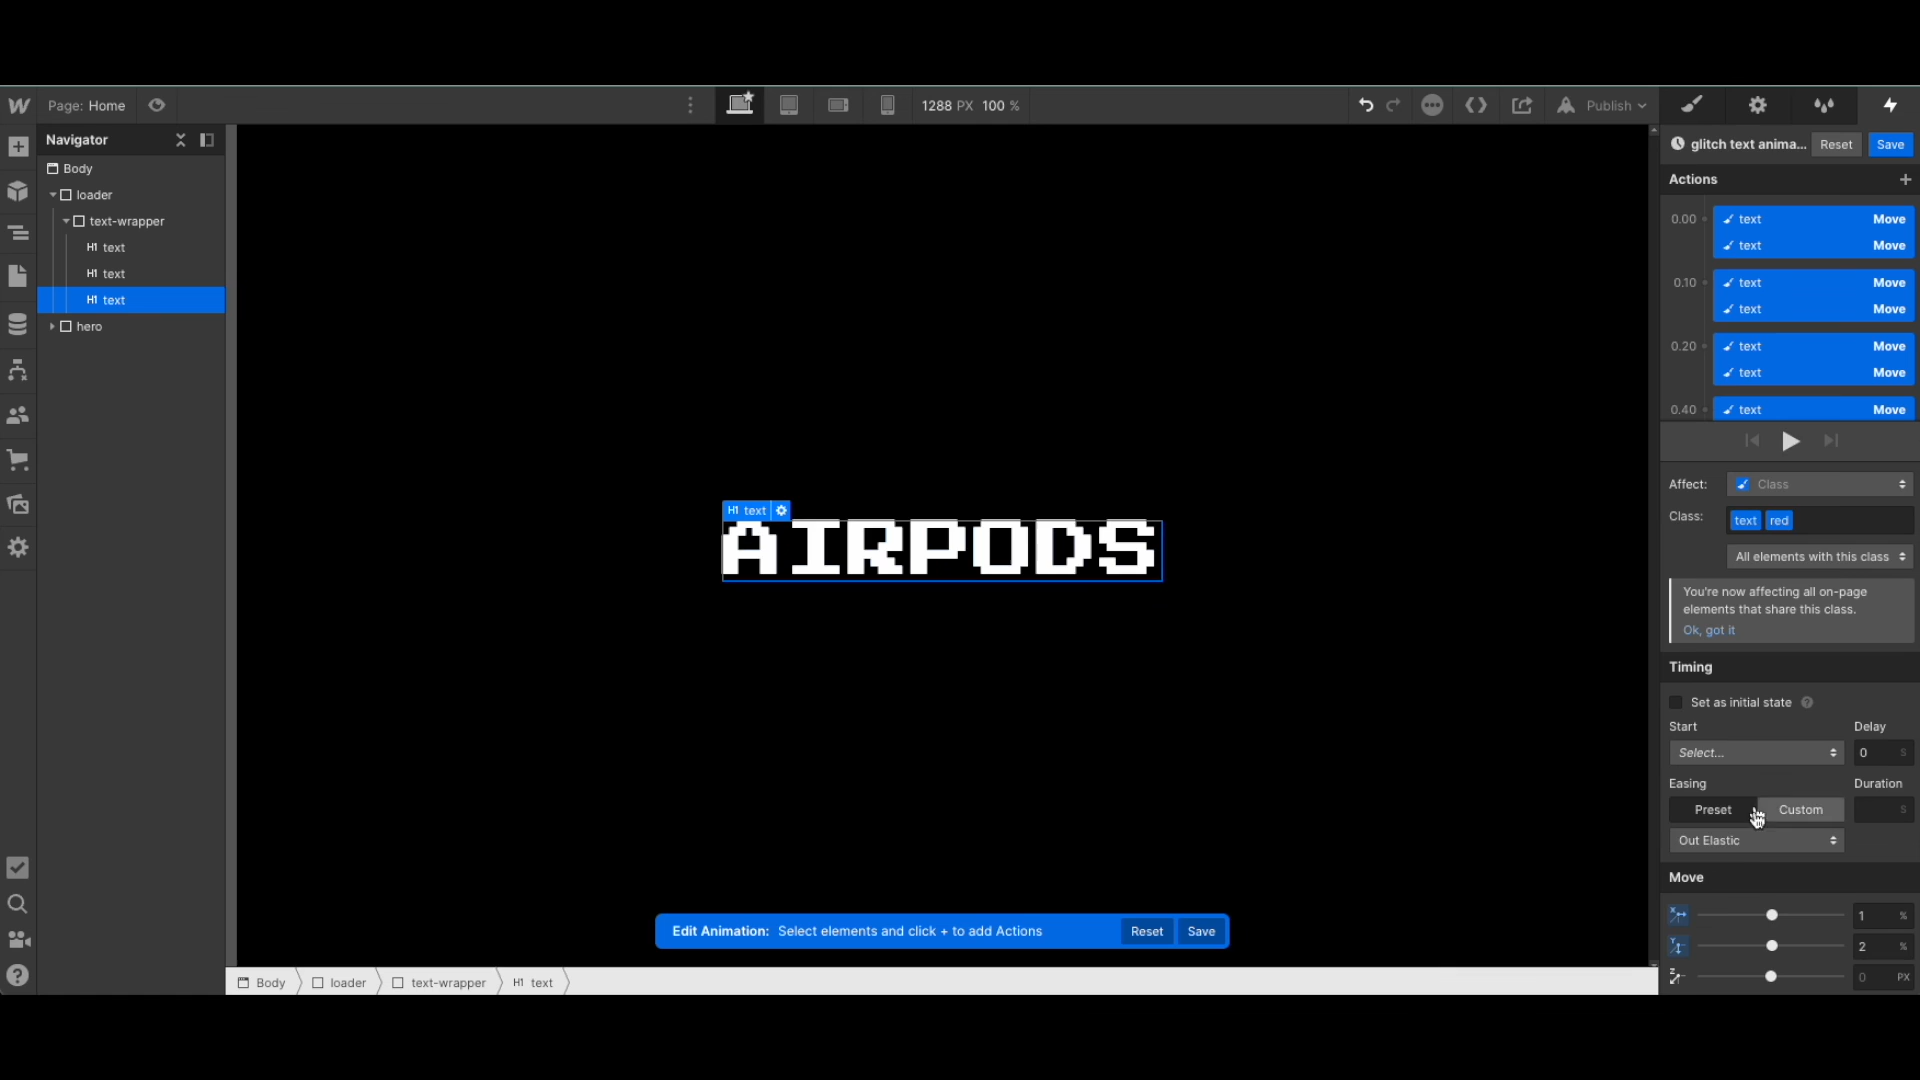 Page: Home
1288 PX 100 %
Publish
Navigator
Body
loader
text-wrapper
H1 text
H1 text
H1 text
hero
H1 text
AIRPODS
Edit Animation: Select elements and click + to add Actions
Reset
Save
Body
loader
text-wrapper
H1 text
glitch text anima...
Reset
Save
Actions
0.00 text Move
text Move
0.10 text Move
text Move
0.20 text Move
text Move
0.40 text Move
Affect: Class
Class: text red
All elements with this class
You're now affecting all on-page
elements that share this class.
Ok, got it
Timing
Set as initial state
Start Delay
Select... 0 S
Easing Duration
Preset Custom S
Out Elastic
Move
X 1 %
Y 2 %
Z 0 PX